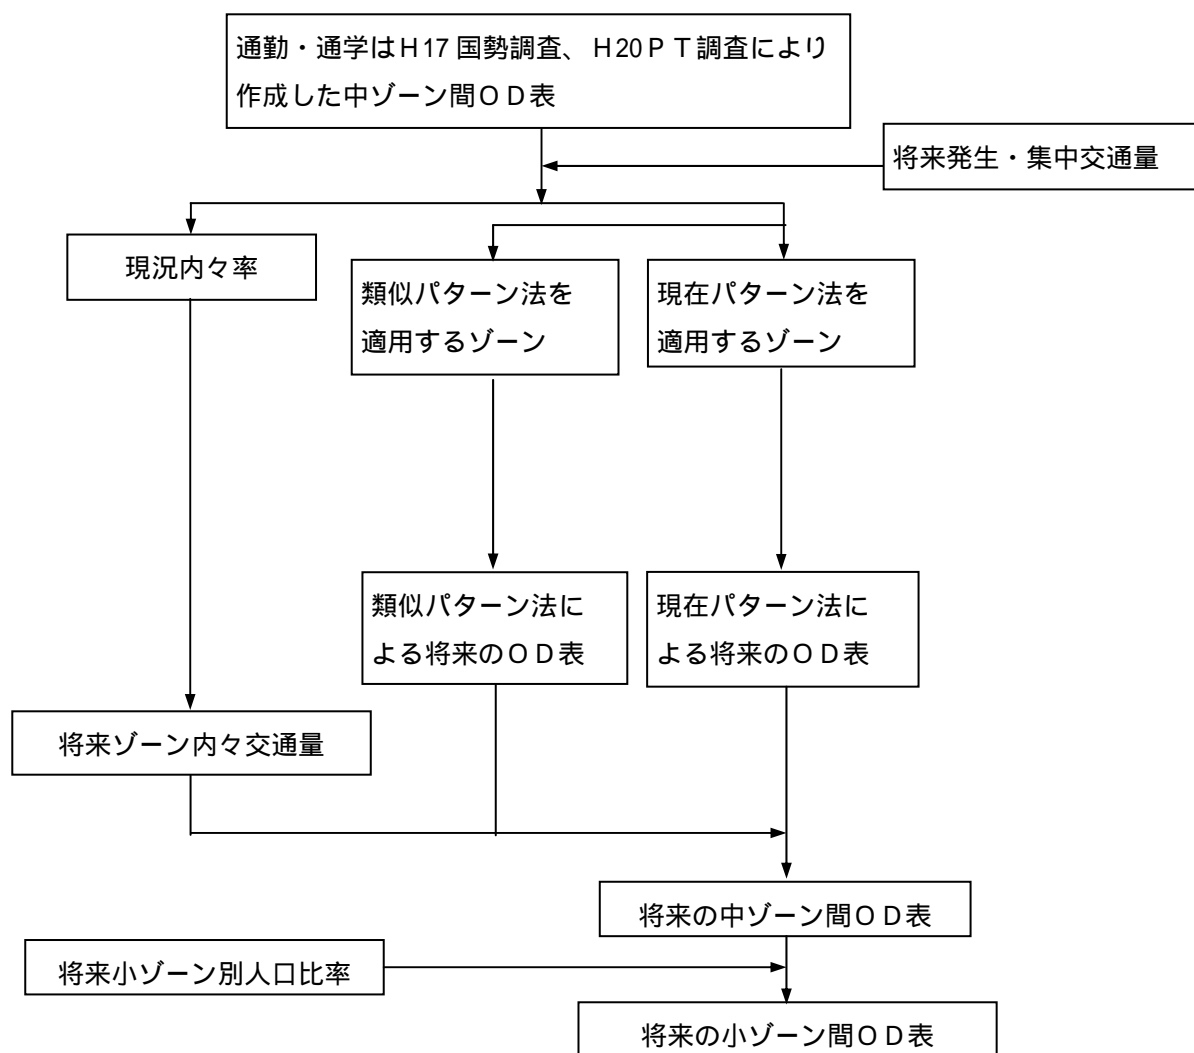 通勤・通学はH17国勢調査、H20PT調査により
作成した中ゾーン間OD表
将来発生・集中交通量
現況内々率
類似パターン法を
適用するゾーン
現在パターン法を
適用するゾーン
類似パターン法に
よる将来のOD表
現在パターン法に
よる将来のOD表
将来ゾーン内々交通量
将来の中ゾーン間OD表
将来小ゾーン別人口比率
将来の小ゾーン間OD表